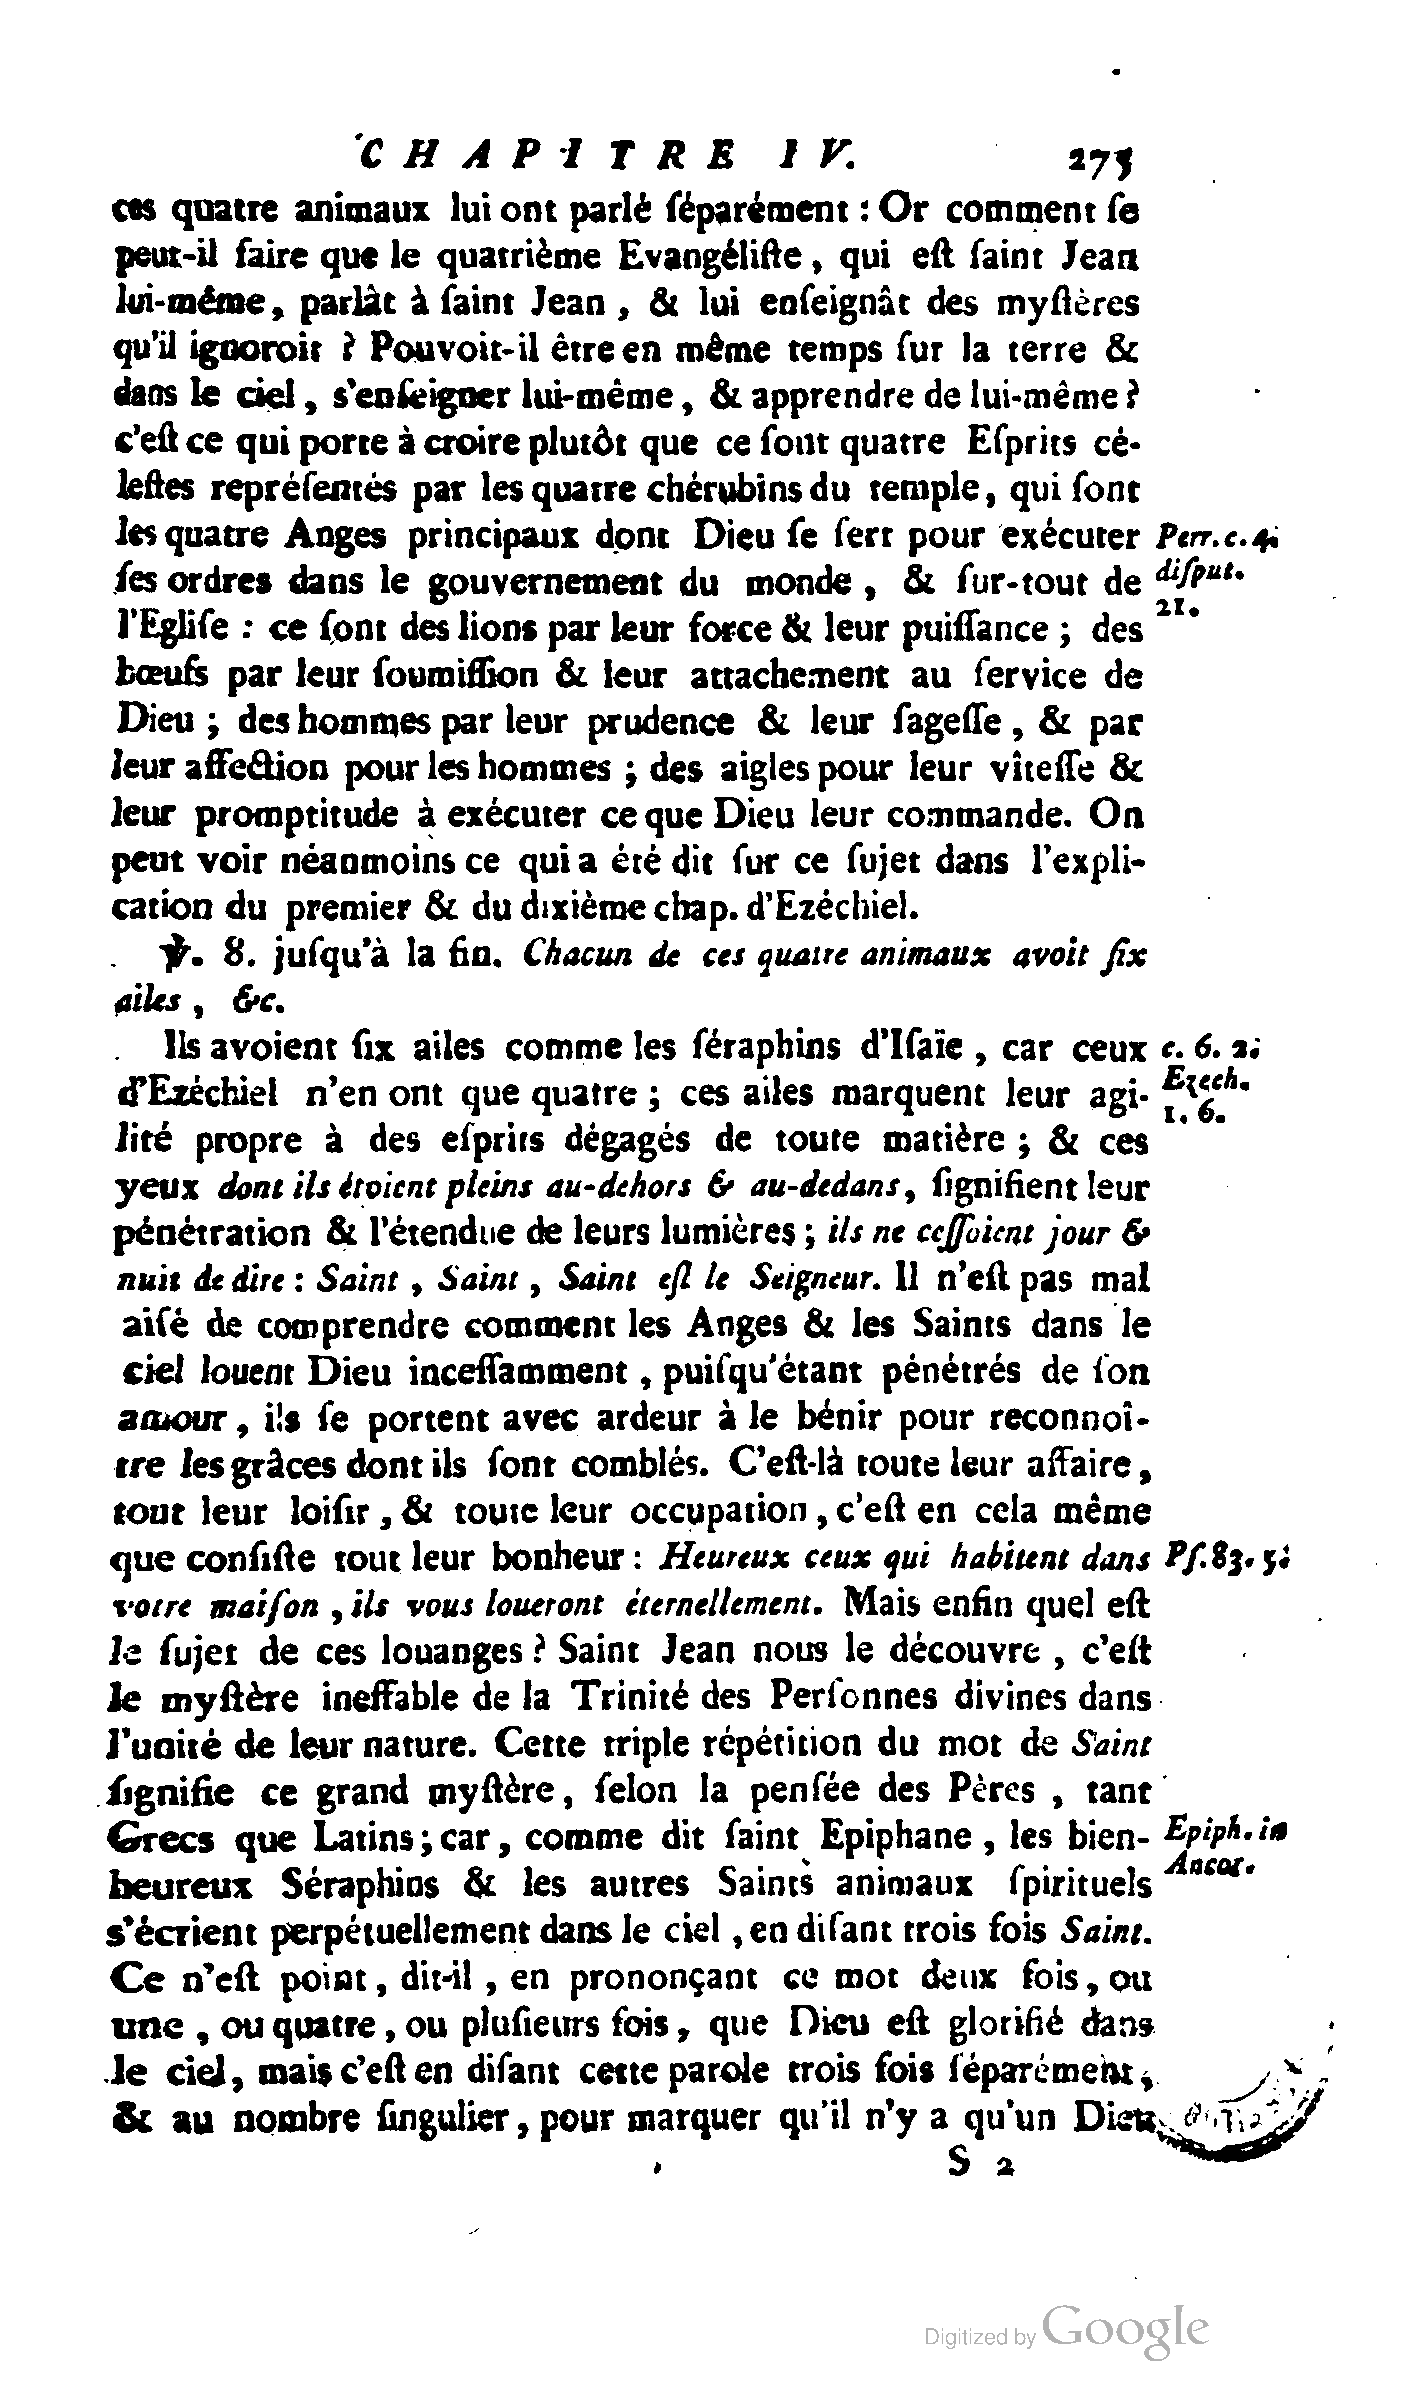 CHAPITRE IV. 275
ces quatre animaux lui ont parlé ſéparément : Or comment ſe
peut-il faire que le quatrième Evangéliſte, qui eſt ſaint Jean
lui-même, parlât à ſaint Jean, & lui enſeignât des myſtères
qu'il ignoroit ? Pouvoit-il être en même temps ſur la terre &
dans le ciel, s'enſeigner lui-même, & apprendre de lui-même ?
c'eſt ce qui porte à croire plutôt que ce ſont quatre Eſprits cé-
leſtes repréſentés par les quatre chérubins du temple, qui ſont
les quatre Anges principaux dont Dieu ſe ſert pour exécuter
Perr. c. 4.
ſes ordres dans le gouvernement du monde, & ſur-tout de
diſput.
21.
l'Egliſe : ce ſont des lions par leur force & leur puiſſance ; des
bœufs par leur ſoumiſſion & leur attachement au ſervice de
Dieu ; des hommes par leur prudence & leur ſageſſe, & par
leur affection pour les hommes ; des aigles pour leur vîteſſe &
leur promptitude à exécuter ce que Dieu leur commande. On
peut voir néanmoins ce qui a été dit ſur ce ſujet dans l'expli-
cation du premier & du dixième chap. d'Ezéchiel.
℣. 8. juſqu'à la fin. Chacun de ces quatre animaux avoit ſix
ailes, &c.
Ils avoient ſix ailes comme les ſéraphins d'Iſaïe, car ceux
c. 6. 2.
d'Ezéchiel n'en ont que quatre ; ces ailes marquent leur agi-
Ezech.
1. 6.
lité propre à des eſprits dégagés de toute matière ; & ces
yeux dont ils étoient pleins au-dehors & au-dedans, ſignifient leur
pénétration & l'étendue de leurs lumières ; ils ne ceſſoient jour &
nuit de dire : Saint, Saint, Saint eſt le Seigneur. Il n'eſt pas mal
aiſé de comprendre comment les Anges & les Saints dans le
ciel louent Dieu inceſſamment, puiſqu'étant pénétrés de ſon
amour, ils ſe portent avec ardeur à le bénir pour reconnoî-
tre les grâces dont ils ſont comblés. C'eſt-là toute leur affaire,
tout leur loiſir, & toute leur occupation, c'eſt en cela même
que conſiſte tout leur bonheur : Heureux ceux qui habitent dans
Pſ. 83. 5.
votre maiſon, ils vous loueront éternellement. Mais enfin quel eſt
le ſujet de ces louanges ? Saint Jean nous le découvre, c'eſt
le myſtère ineffable de la Trinité des Perſonnes divines dans
l'unité de leur nature. Cette triple répétition du mot de Saint
ſignifie ce grand myſtère, ſelon la penſée des Pères, tant
Grecs que Latins ; car, comme dit ſaint Epiphane, les bien-
Epiph. in
heureux Séraphins & les autres Saints animaux ſpirituels
Ancor.
s'écrient perpétuellement dans le ciel, en diſant trois fois Saint.
Ce n'eſt point, dit-il, en prononçant ce mot deux fois, ou
une, ou quatre, ou pluſieurs fois, que Dieu eſt glorifié dans
le ciel, mais c'eſt en diſant cette parole trois fois ſéparément,
& au nombre ſingulier, pour marquer qu'il n'y a qu'un Dieu
S 2
Digitized by Google